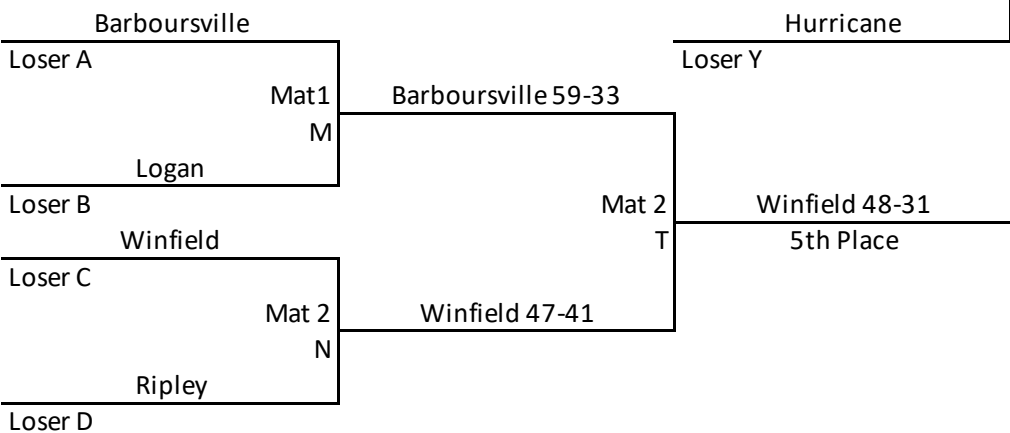 Barboursville
Hurricane
Loser A
Loser Y
Mat1
Barboursville 59-33
M
Logan
Loser B
Mat 2
Winfield 48-31
Winfield
T
5th Place
Loser C
Mat 2
Winfield 47-41
N
Ripley
Loser D